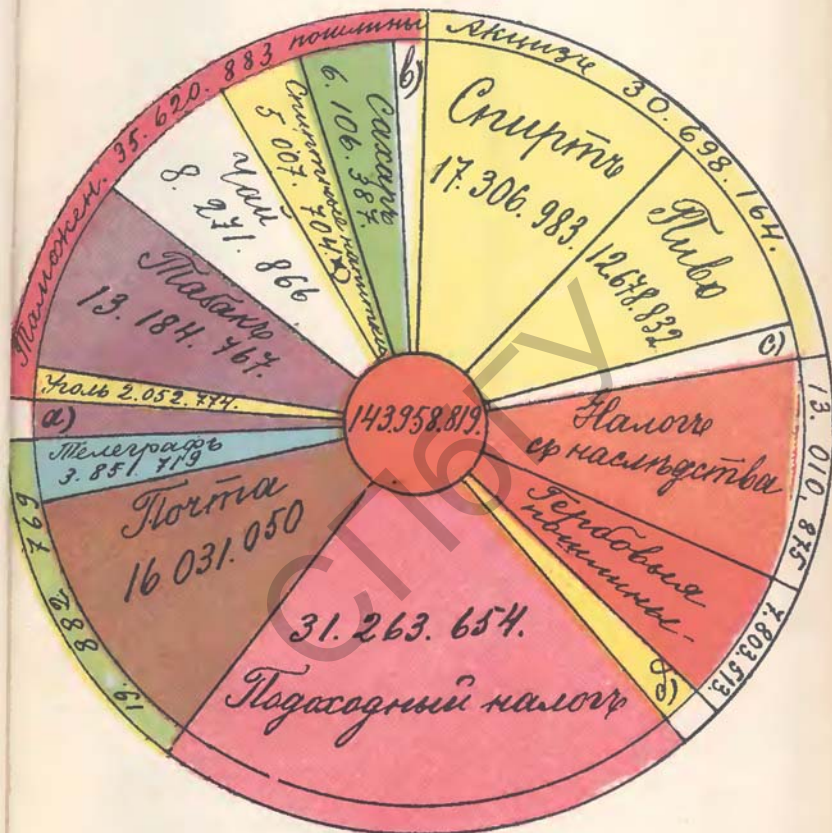 Таможен. 35. 620. 883 пошлины
Акцизъ 30. 698. 164.
Спиртъ
17. 306. 983.
Пиво
12.678.832
c)
Налогъ
съ наслѣдства
13. 010, 875
Гербовыя
пошлины.
7. 803. 513.
d)
31. 263. 654.
Подоходный налогъ
Почта
16 031. 050
19. 882 769
Телеграфъ
3. 851. 719
a)
Уголь 2.052.774.
Табакъ
13. 184. 767.
Чай
8. 271. 866
Спиртные напитки
5 007. 704.
Сахаръ
6. 106. 387.
b)
143.958.819.
СПбГУ